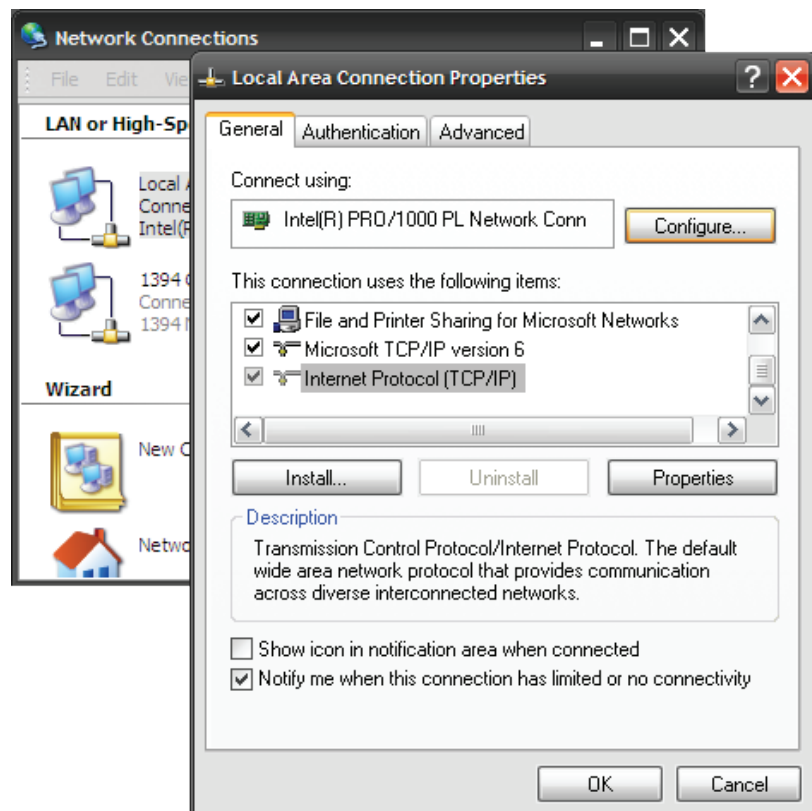 Network Connections
File Edit Vie
LAN or High-Sp
Local A
Conne
Intel(R
1394 C
Conne
1394 N
Wizard
New C
Netwo
Local Area Connection Properties
General Authentication Advanced
Connect using:
Intel(R) PRO/1000 PL Network Conn
Configure...
This connection uses the following items:
File and Printer Sharing for Microsoft Networks
Microsoft TCP/IP version 6
Internet Protocol (TCP/IP)
Install... Uninstall Properties
Description
Transmission Control Protocol/Internet Protocol. The default
wide area network protocol that provides communication
across diverse interconnected networks.
Show icon in notification area when connected
Notify me when this connection has limited or no connectivity
OK Cancel